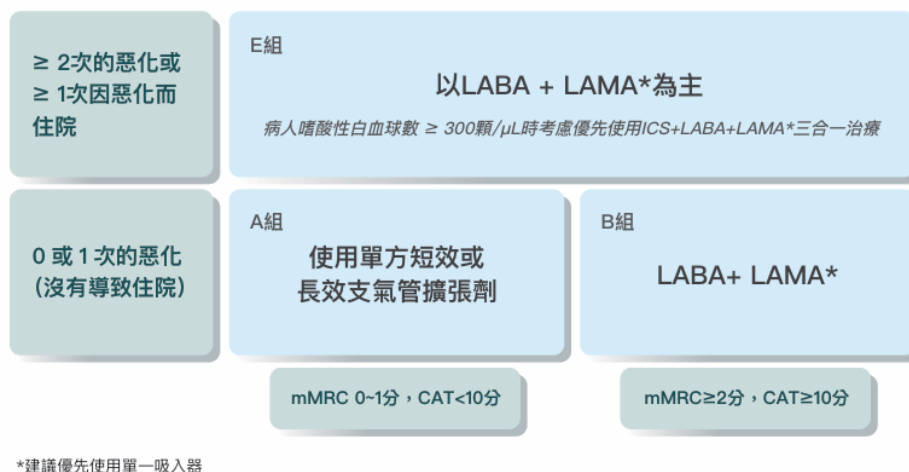 ≥ 2次的惡化或
≥ 1次因惡化而
住院
E組
以LABA + LAMA*為主
病人嗜酸性白血球數 ≥ 300顆/μL時考慮優先使用ICS+LABA+LAMA*三合一治療
0 或 1 次的惡化
(沒有導致住院)
A組
使用單方短效或
長效支氣管擴張劑
B組
LABA+ LAMA*
mMRC 0~1分，CAT<10分
mMRC≥2分，CAT≥10分
*建議優先使用單一吸入器